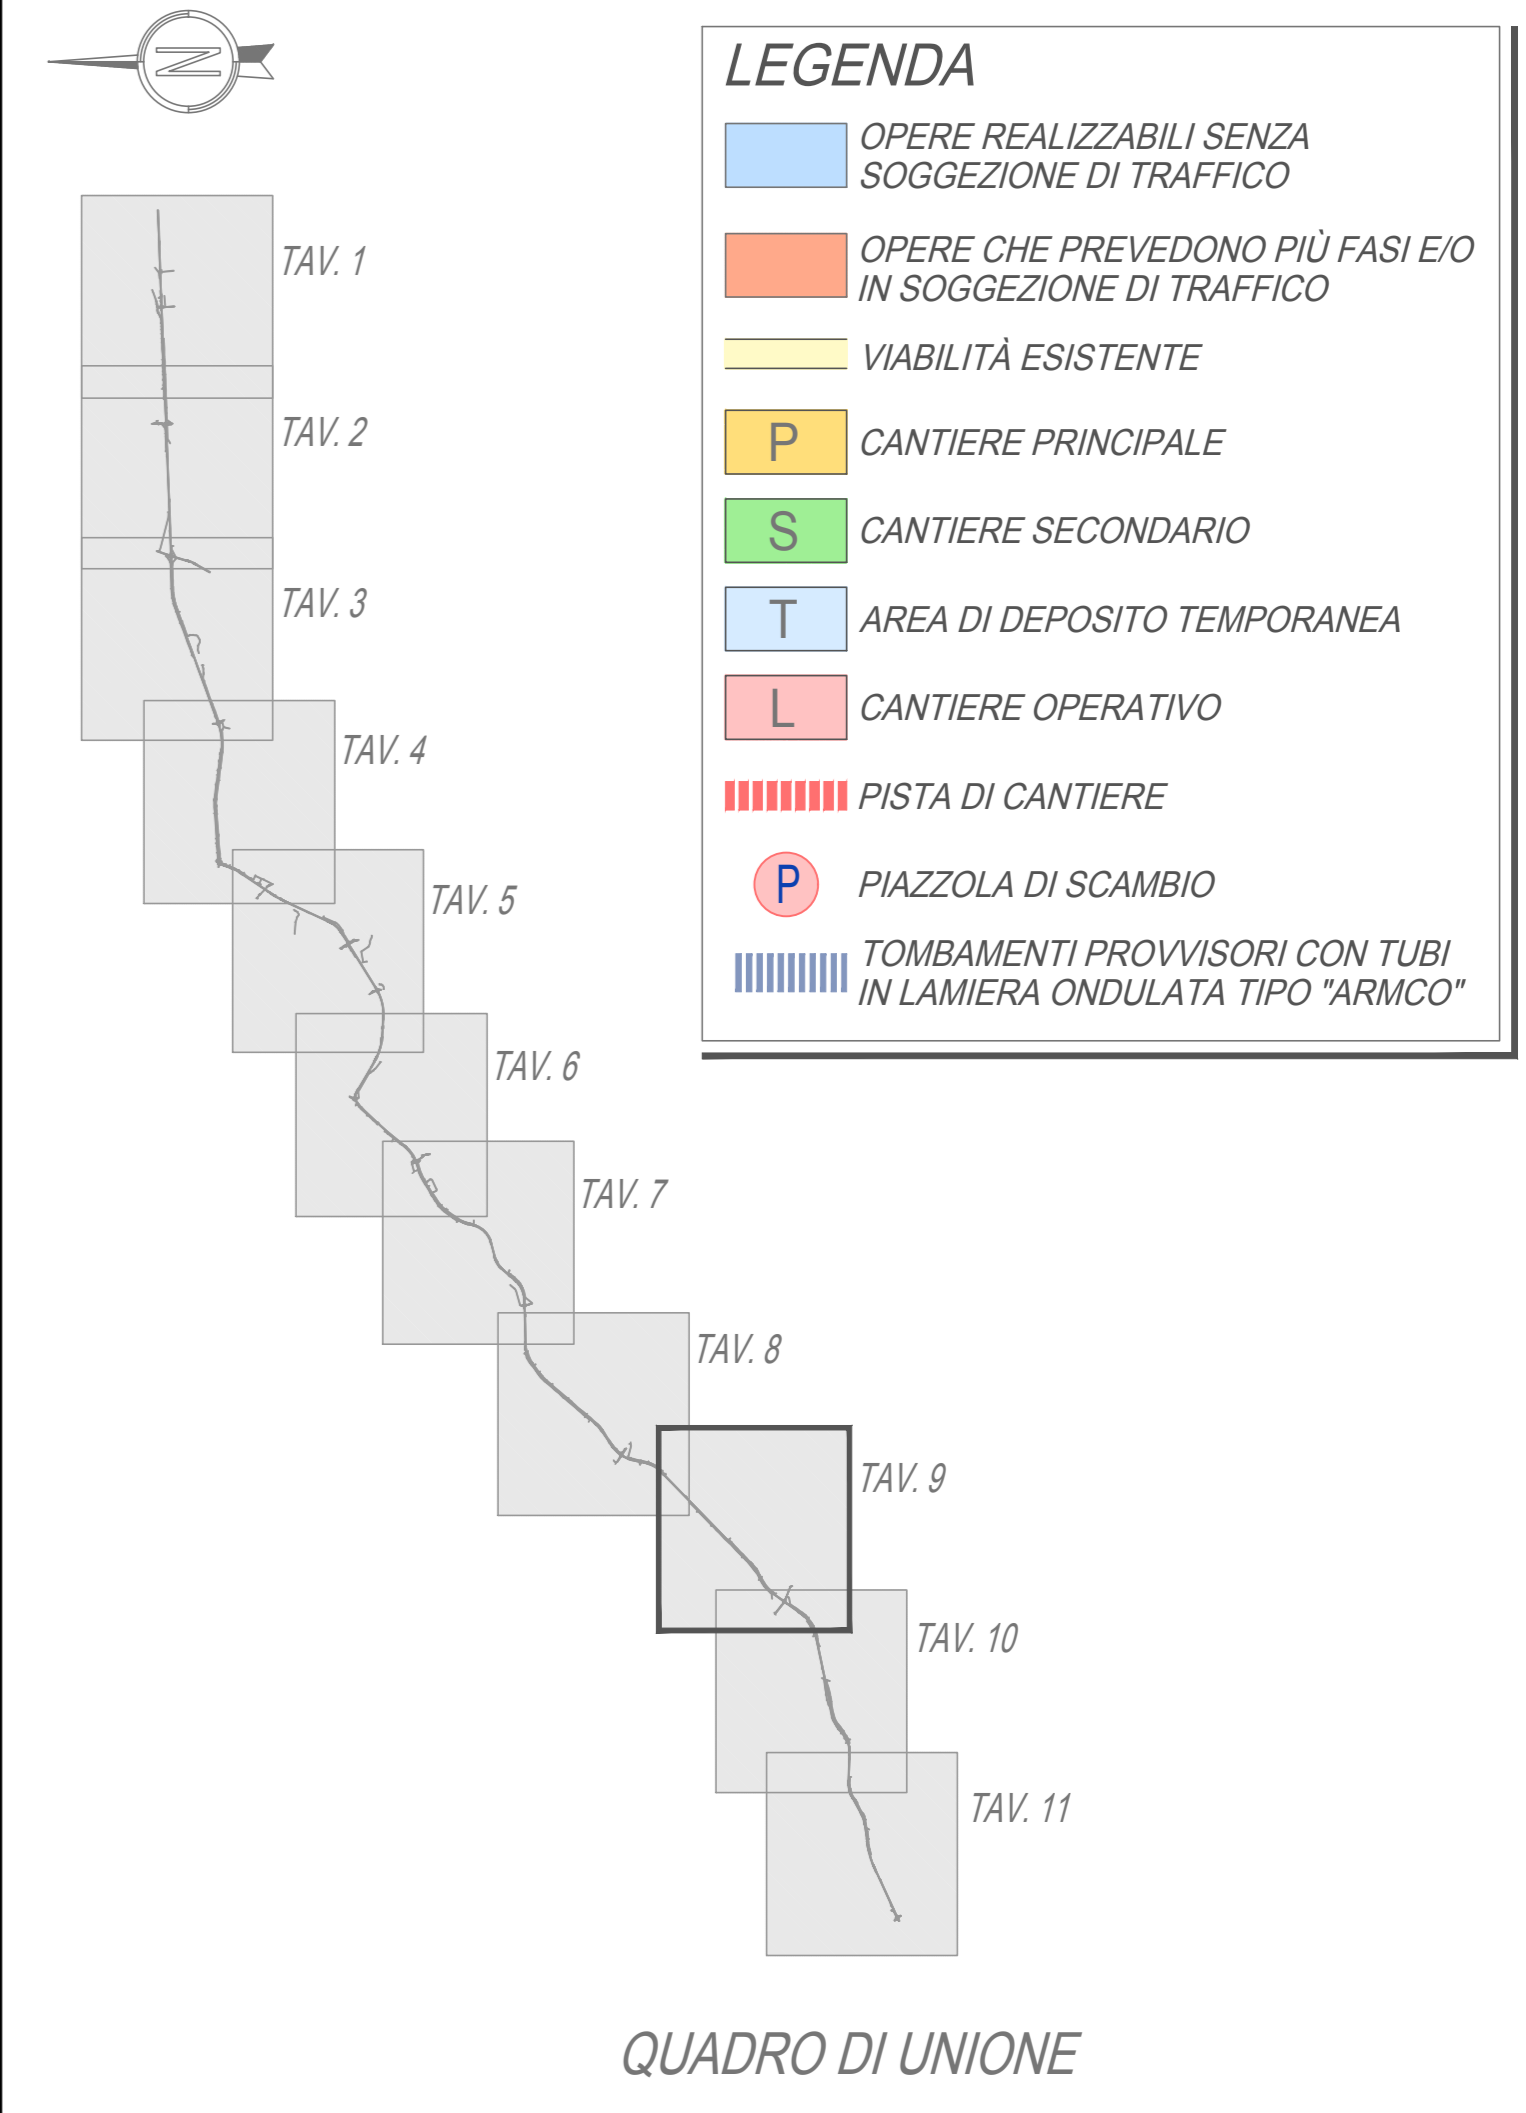 N
LEGENDA
OPERE REALIZZABILI SENZA
SOGGEZIONE DI TRAFFICO
OPERE CHE PREVEDONO PIÙ FASI E/O
IN SOGGEZIONE DI TRAFFICO
VIABILITÀ ESISTENTE
P CANTIERE PRINCIPALE
S CANTIERE SECONDARIO
T AREA DI DEPOSITO TEMPORANEA
L CANTIERE OPERATIVO
PISTA DI CANTIERE
P PIAZZOLA DI SCAMBIO
TOMBAMENTI PROVVISORI CON TUBI
IN LAMIERA ONDULATA TIPO "ARMCO"
TAV. 1
TAV. 2
TAV. 3
TAV. 4
TAV. 5
TAV. 6
TAV. 7
TAV. 8
TAV. 9
TAV. 10
TAV. 11
QUADRO DI UNIONE